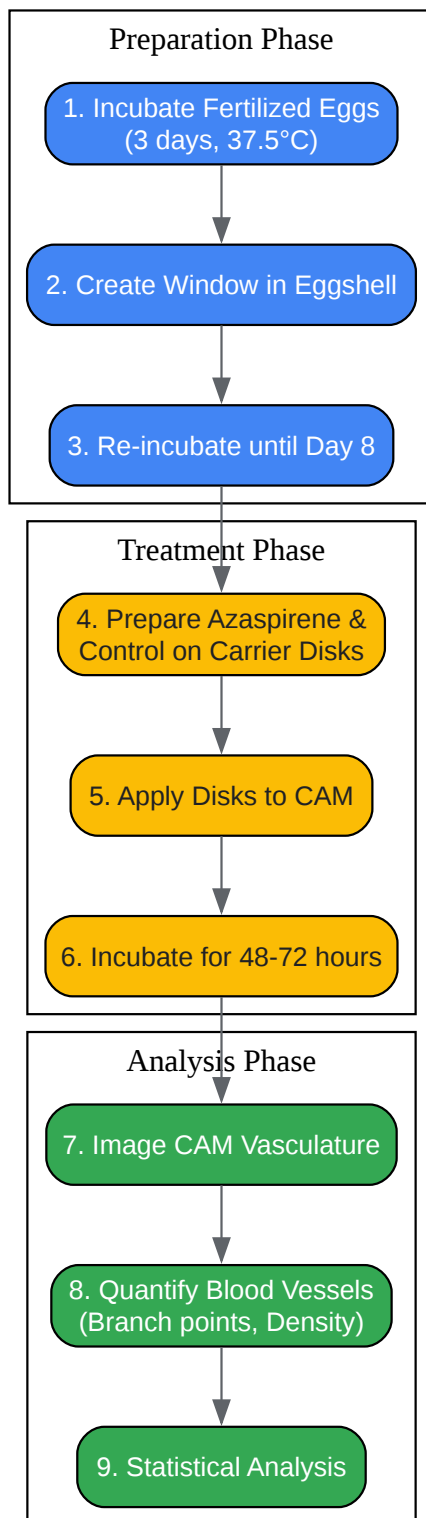 Preparation Phase
1. Incubate Fertilized Eggs
(3 days, 37.5°C)
2. Create Window in Eggshell
3. Re-incubate until Day 8
Treatment Phase
4. Prepare Azaspirene &
Control on Carrier Disks
5. Apply Disks to CAM
6. Incubate for 48-72 hours
Analysis Phase
7. Image CAM Vasculature
8. Quantify Blood Vessels
(Branch points, Density)
9. Statistical Analysis